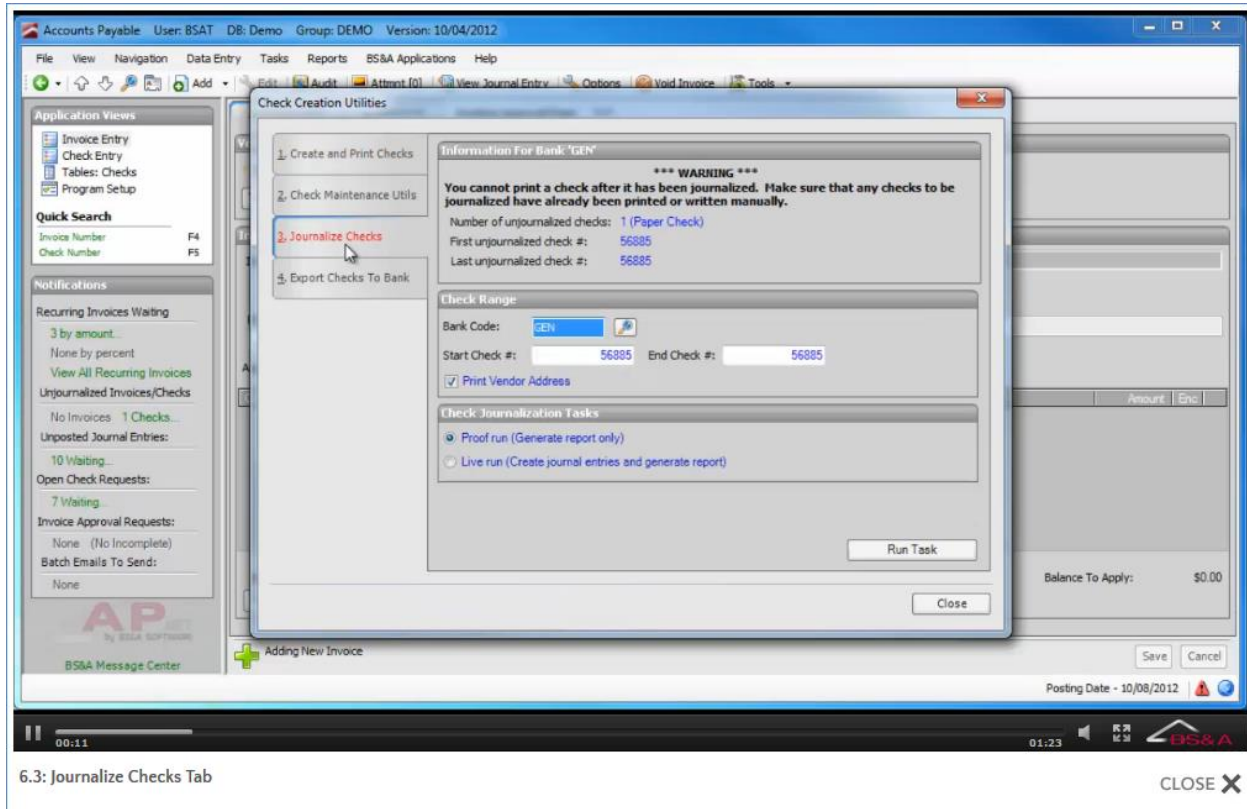 Accounts Payable User: BSAT DB: Demo Group: DEMO Version: 10/04/2012
File View Navigation Data Entry Tasks Reports BS&A Applications Help
Add Edit Audit Attmnt [0] View Journal Entry Options Void Invoice Tools
Application Views
Invoice Entry
Check Entry
Tables: Checks
Program Setup
Quick Search
Invoice Number F4
Check Number F5
Notifications
Recurring Invoices Waiting
3 by amount...
None by percent
View All Recurring Invoices
Unjournalized Invoices/Checks
No Invoices 1 Checks...
Unposted Journal Entries:
10 Waiting...
Open Check Requests:
7 Waiting...
Invoice Approval Requests:
None (No Incomplete)
Batch Emails To Send:
None
AP
by BS&A SOFTWARE
BS&A Message Center
Check Creation Utilities
1. Create and Print Checks
2. Check Maintenance Utils
3. Journalize Checks
4. Export Checks To Bank
Information For Bank 'GEN'
*** WARNING ***
You cannot print a check after it has been journalized. Make sure that any checks to be
journalized have already been printed or written manually.
Number of unjournalized checks: 1 (Paper Check)
First unjournalized check #: 56885
Last unjournalized check #: 56885
Check Range
Bank Code: GEN
Start Check #: 56885 End Check #: 56885
Print Vendor Address
Check Journalization Tasks
Proof run (Generate report only)
Live run (Create journal entries and generate report)
Run Task
Close
Amount Enc
Balance To Apply: $0.00
Adding New Invoice
Save Cancel
Posting Date - 10/08/2012
00:11
01:23
BS&A
6.3: Journalize Checks Tab
CLOSE